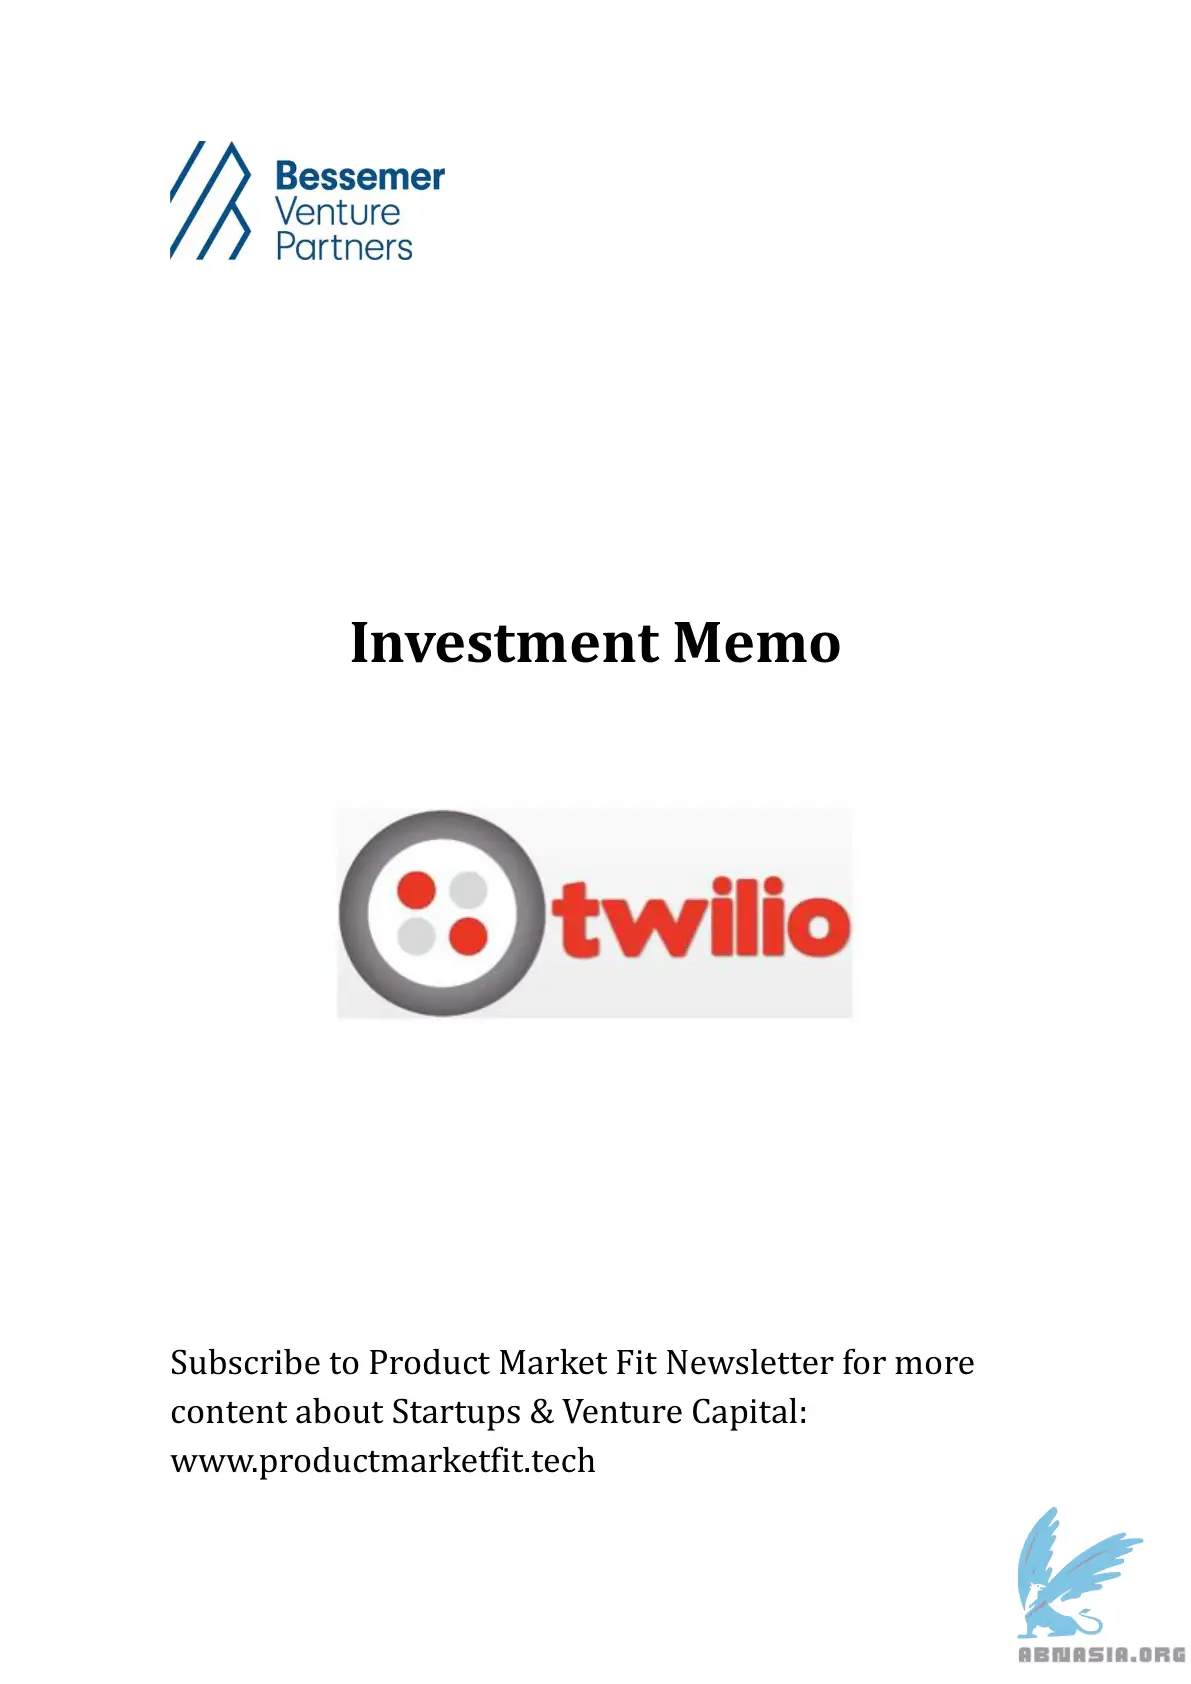 Bessemer
Venture
Partners
Investment Memo
twilio
Subscribe to Product Market Fit Newsletter for more
content about Startups & Venture Capital:
www.productmarketfit.tech
ABNASIA.ORG